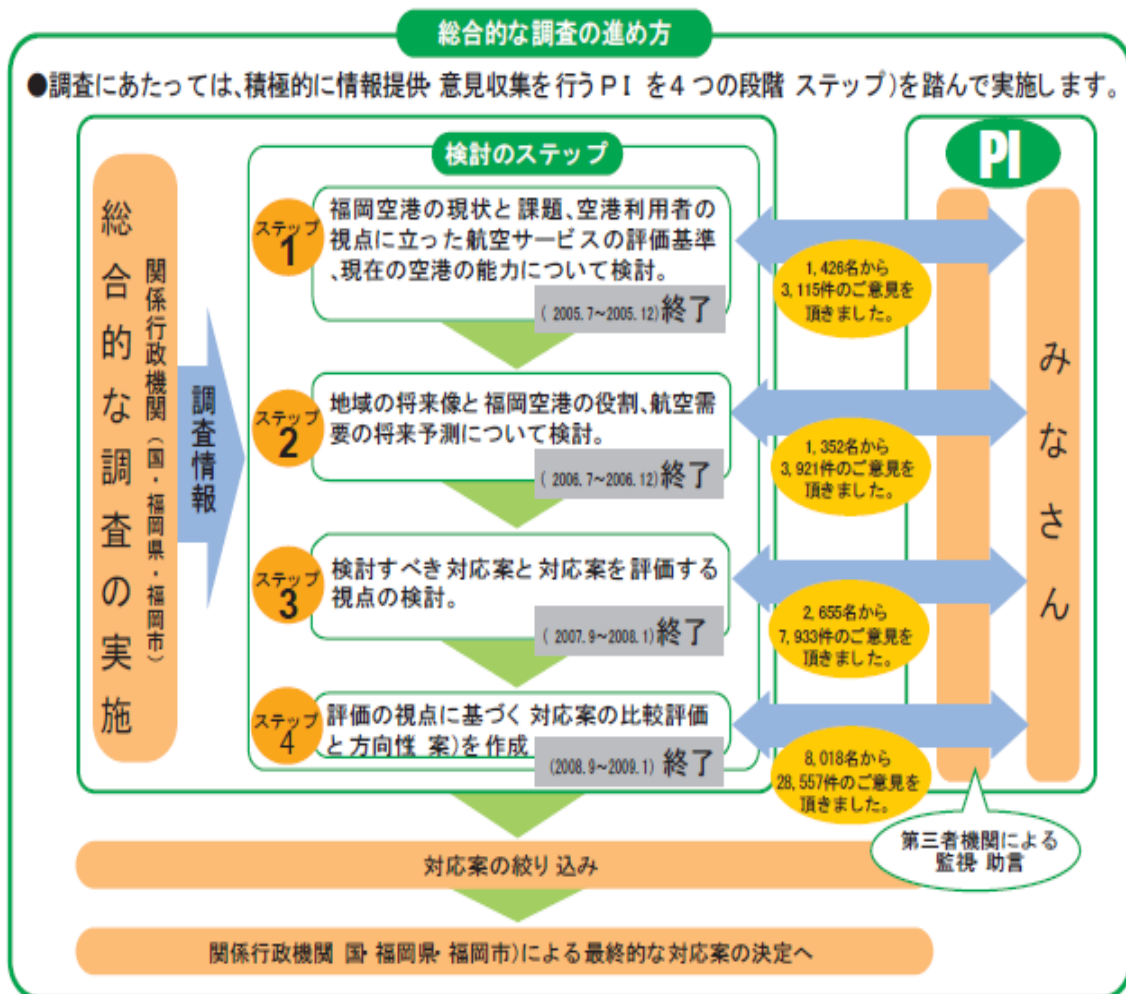 総合的な調査の進め方
●調査にあたっては、積極的に情報提供・意見収集を行うPI を4つの段階 ステップ)を踏んで実施します。
検討のステップ
PI
総合的な調査の実施
関係行政機関(国・福岡県・福岡市)
調査情報
ステップ
1
福岡空港の現状と課題、空港利用者の
視点に立った航空サービスの評価基準
、現在の空港の能力について検討。
( 2005.7~2005.12)終了
1,426名から
3,115件のご意見を
頂きました。
ステップ
2
地域の将来像と福岡空港の役割、航空需
要の将来予測について検討。
( 2006.7~2006.12)終了
1,352名から
3,921件のご意見を
頂きました。
ステップ
3
検討すべき対応案と対応案を評価する
視点の検討。
( 2007.9~2008.1)終了
2,655名から
7,933件のご意見を
頂きました。
ステップ
4
評価の視点に基づく 対応案の比較評価
と方向性 案)を作成
(2008.9~2009.1) 終了
8,018名から
28,557件のご意見を
頂きました。
みなさん
第三者機関による
監視・助言
対応案の絞り込み
関係行政機関 国・福岡県・福岡市)による最終的な対応案の決定へ